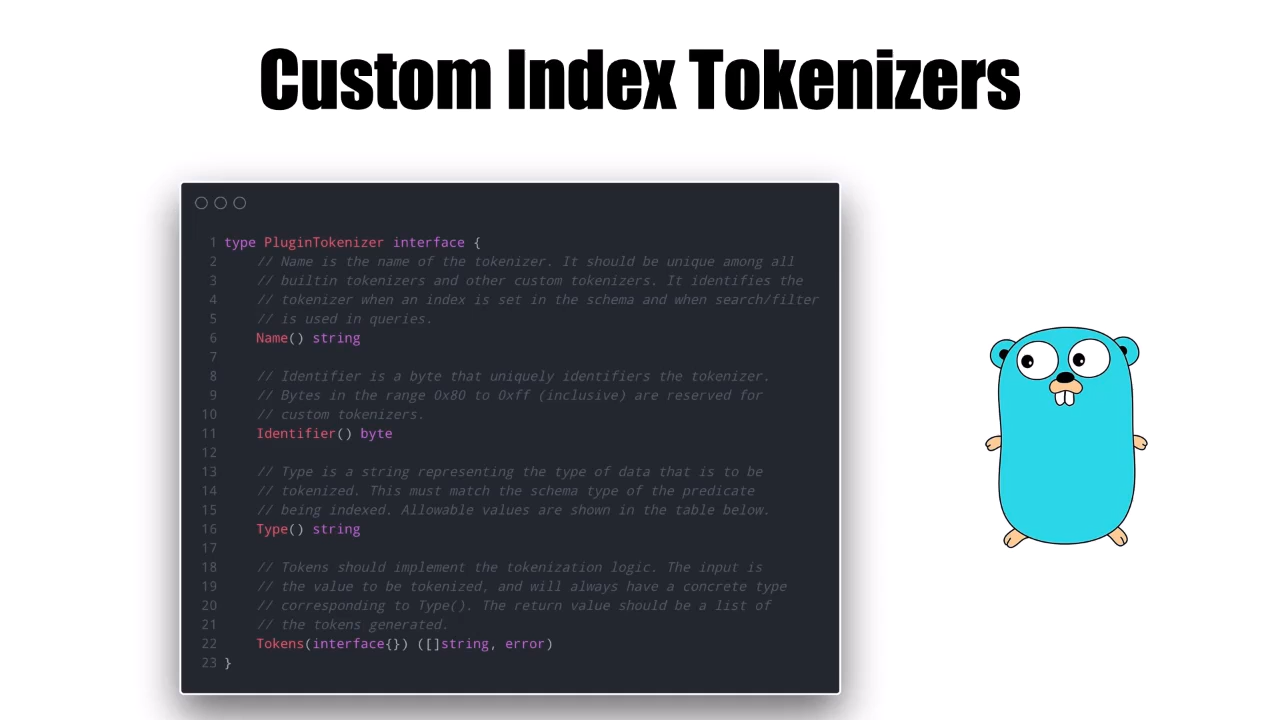 Custom Index Tokenizers
1 type PluginTokenizer interface {
2 // Name is the name of the tokenizer. It should be unique among all
3 // builtin tokenizers and other custom tokenizers. It identifies the
4 // tokenizer when an index is set in the schema and when search/filter
5 // is used in queries.
6 Name() string
7
8 // Identifier is a byte that uniquely identifiers the tokenizer.
9 // Bytes in the range 0x80 to 0xff (inclusive) are reserved for
10 // custom tokenizers.
11 Identifier() byte
12
13 // Type is a string representing the type of data that is to be
14 // tokenized. This must match the schema type of the predicate
15 // being indexed. Allowable values are shown in the table below.
16 Type() string
17
18 // Tokens should implement the tokenization logic. The input is
19 // the value to be tokenized, and will always have a concrete type
20 // corresponding to Type(). The return value should be a list of
21 // the tokens generated.
22 Tokens(interface{}) ([]string, error)
23 }